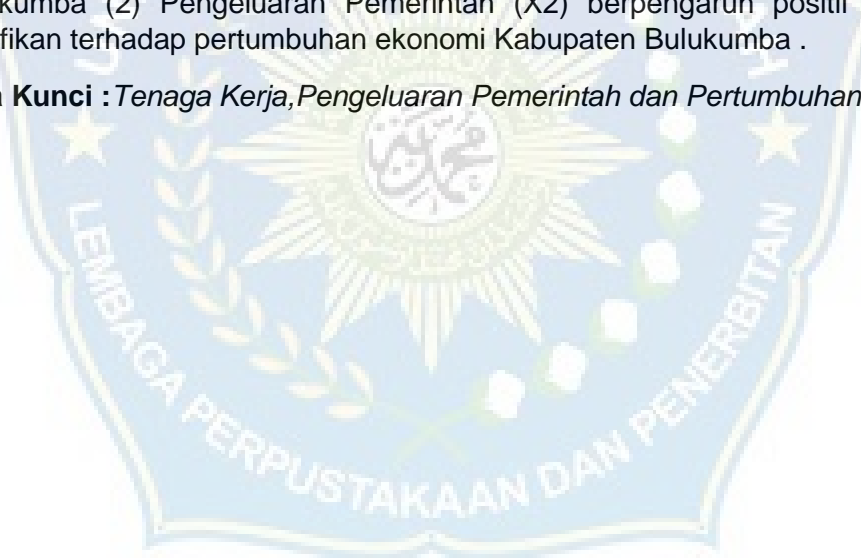 kumba (2) Pengeluaran Pemerintah (X2) berpengaruh positif
fikan terhadap pertumbuhan ekonomi Kabupaten Bulukumba .
Kunci : Tenaga Kerja,Pengeluaran Pemerintah dan Pertumbuhan
LEMBAGA PERPUSTAKAAN DAN PENERBITAN